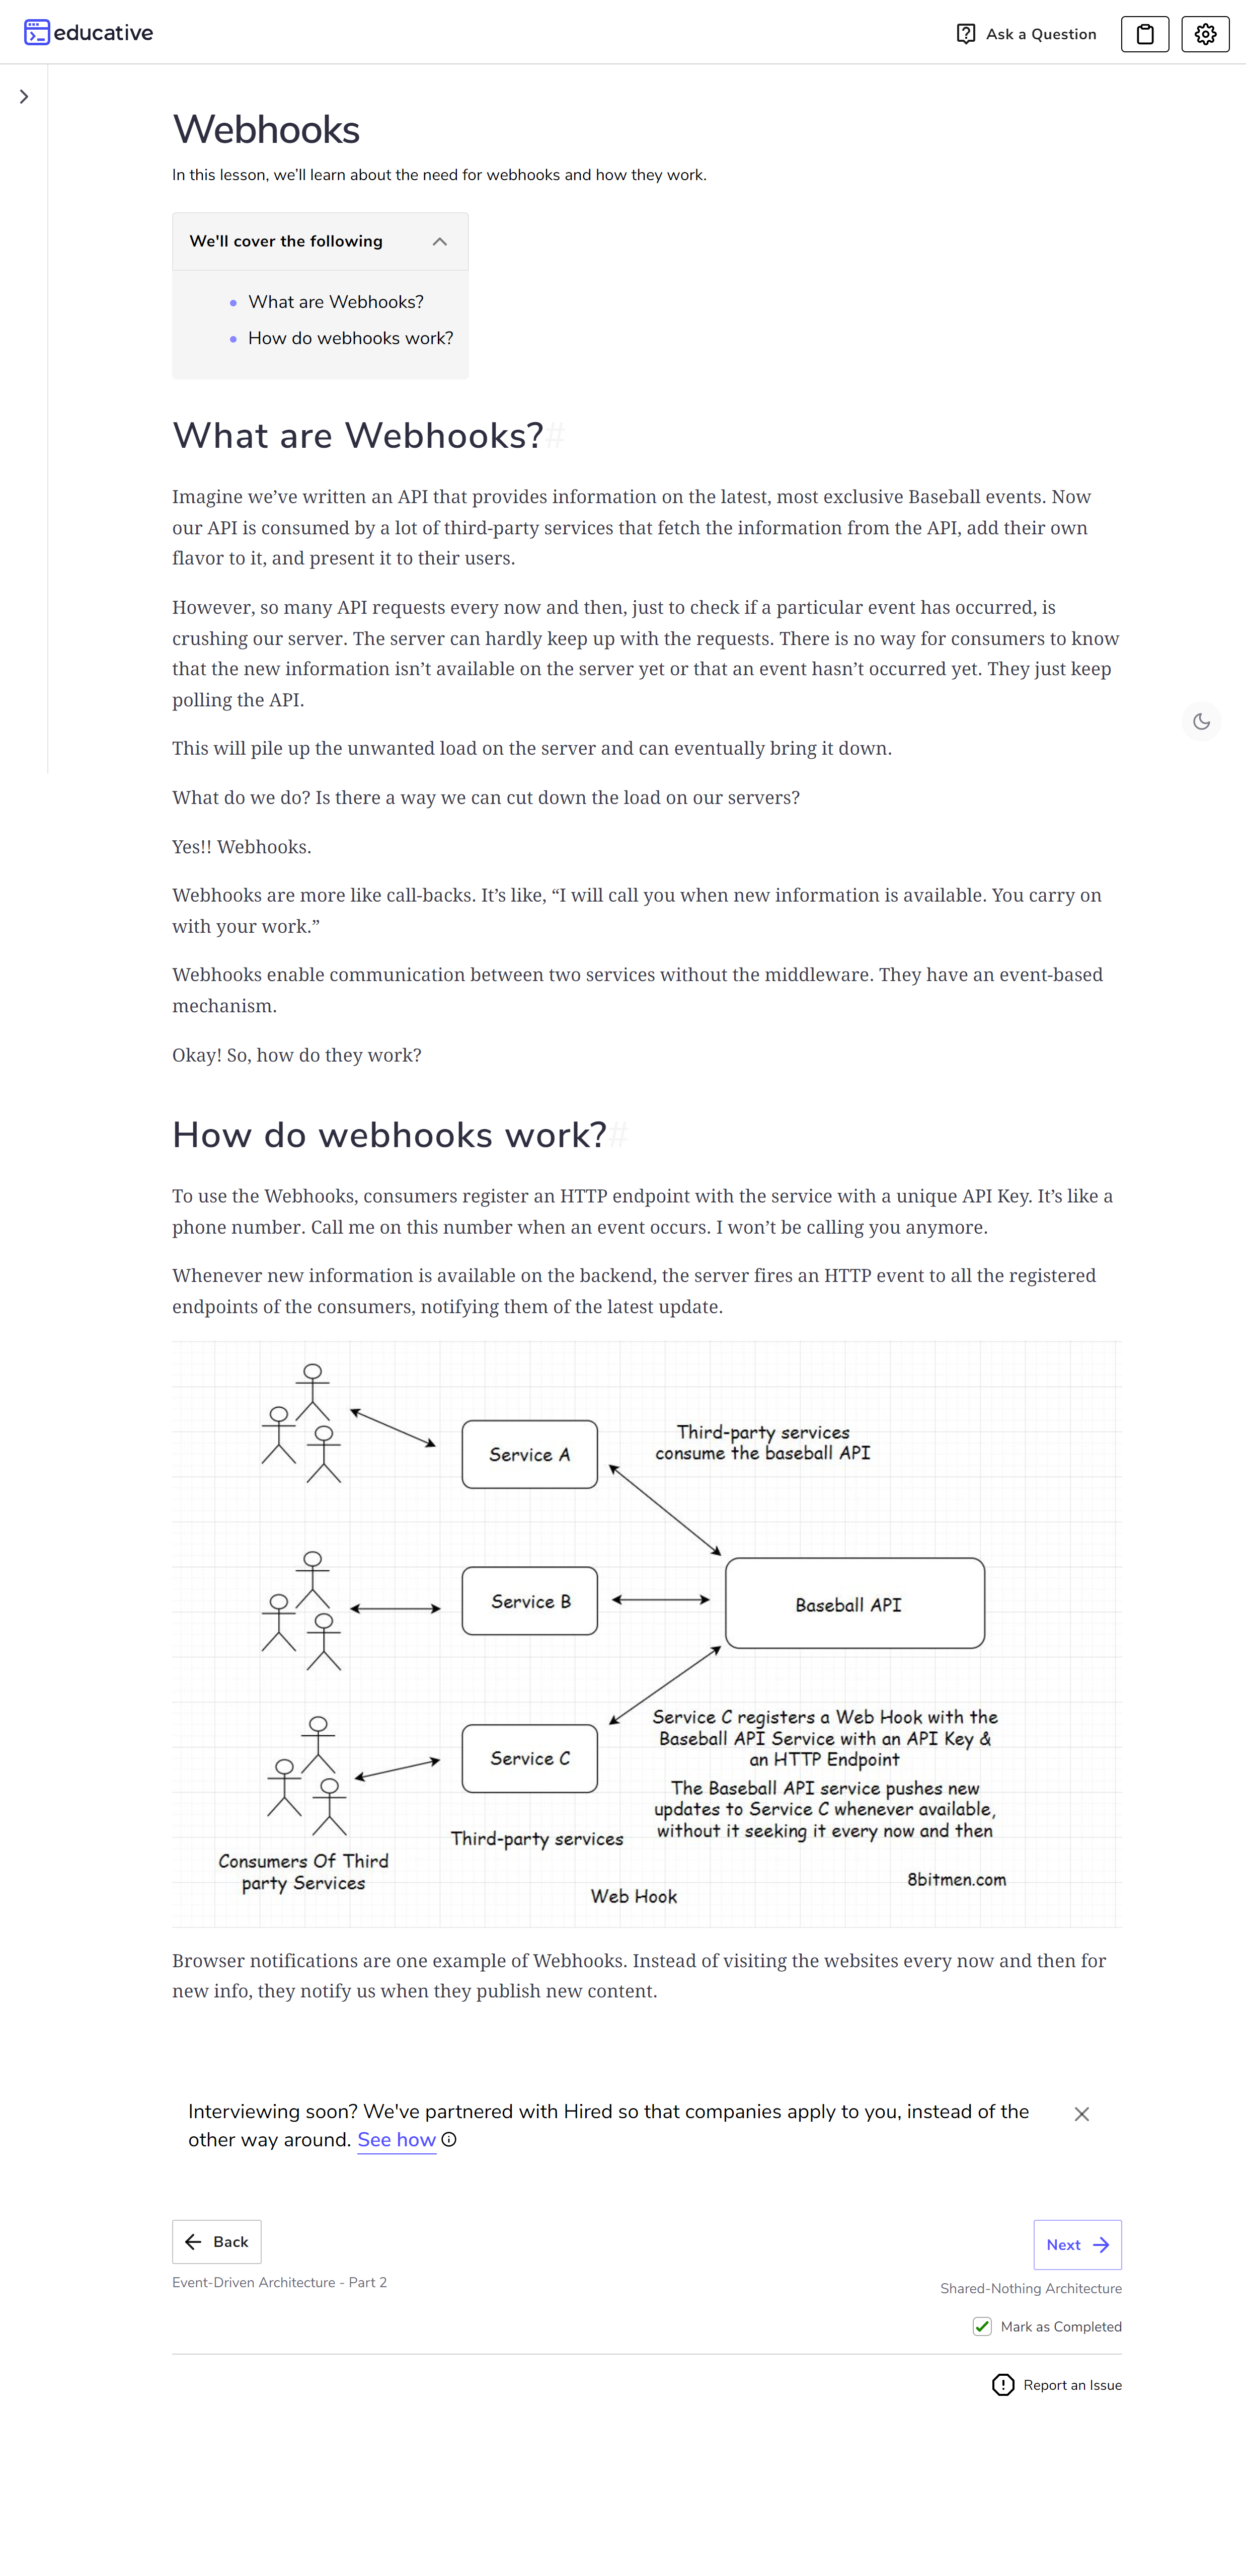 educative
Ask a Question
Webhooks
In this lesson, we’ll learn about the need for webhooks and how they work.
We'll cover the following
What are Webhooks?
How do webhooks work?
What are Webhooks?#
Imagine we’ve written an API that provides information on the latest, most exclusive Baseball events. Now
our API is consumed by a lot of third-party services that fetch the information from the API, add their own
flavor to it, and present it to their users.
However, so many API requests every now and then, just to check if a particular event has occurred, is
crushing our server. The server can hardly keep up with the requests. There is no way for consumers to know
that the new information isn’t available on the server yet or that an event hasn’t occurred yet. They just keep
polling the API.
This will pile up the unwanted load on the server and can eventually bring it down.
What do we do? Is there a way we can cut down the load on our servers?
Yes!! Webhooks.
Webhooks are more like call-backs. It’s like, “I will call you when new information is available. You carry on
with your work.”
Webhooks enable communication between two services without the middleware. They have an event-based
mechanism.
Okay! So, how do they work?
How do webhooks work?#
To use the Webhooks, consumers register an HTTP endpoint with the service with a unique API Key. It’s like a
phone number. Call me on this number when an event occurs. I won’t be calling you anymore.
Whenever new information is available on the backend, the server fires an HTTP event to all the registered
endpoints of the consumers, notifying them of the latest update.
Third-party services
consume the baseball API
Service A
Service B
Baseball API
Service C
Service C registers a Web Hook with the
Baseball API Service with an API Key &
an HTTP Endpoint
The Baseball API service pushes new
updates to Service C whenever available,
without it seeking it every now and then
Third-party services
Consumers Of Third
party Services
8bitmen.com
Web Hook
Browser notifications are one example of Webhooks. Instead of visiting the websites every now and then for
new info, they notify us when they publish new content.
Interviewing soon? We've partnered with Hired so that companies apply to you, instead of the
other way around. See how
Back
Next
Event-Driven Architecture - Part 2
Shared-Nothing Architecture
Mark as Completed
Report an Issue